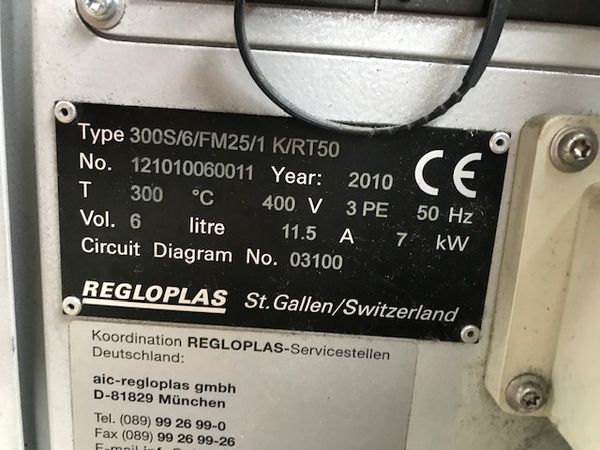 Type 300S/6/FM25/1 K/RT50
No. 121010060011 Year: 2010 CE
T 300 °C 400 V 3 PE 50 Hz
Vol. 6 litre 11.5 A 7 kW
Circuit Diagram No. 03100
REGLOPLAS St.Gallen/Switzerland
Koordination REGLOPLAS-Servicestellen
Deutschland:
aic-regloplas gmbh
D-81829 München
Tel. (089) 99 26 99-0
Fax (089) 99 26 99-26